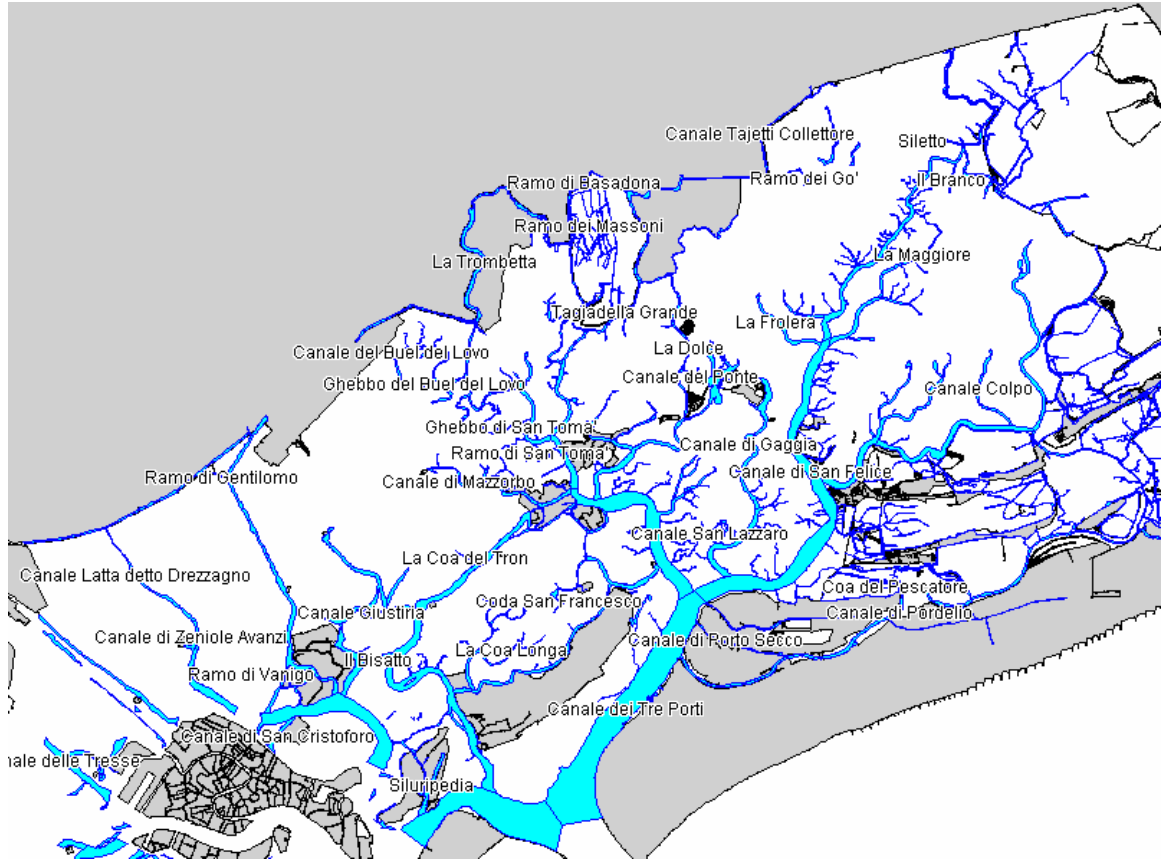 Canale Tajetti Collettore
Siletto
Ramo di Basadona
Ramo dei Go'
Il Branco
Ramo dei Massoni
La Trombetta
La Maggiore
Tagiadella Grande
La Frolera
Canale del Buel del Lovo
La Dolce
Ghebbo del Buel del Lovo
Canale del Ponte
Canale Colpo
Ghebbo di San Toma'
Canale di Gaggia
Ramo di San Toma'
Ramo di Gentilomo
Canale di Mazzorbo
Canale di San Felice
Canale San Lazzaro
La Coa del Tron
Canale Latta detto Drezzagno
Coa del Pescatore
Canale Giustiria
Coda San Francesco
Canale di Pordelio
Canale di Zeniole Avanzi
Canale di Porto Secco
La Coa Longa
Il Bisatto
Ramo di Vanigo
Canale dei Tre Porti
Canale di San Cristoforo
nale delle Tresse
Siluripedia